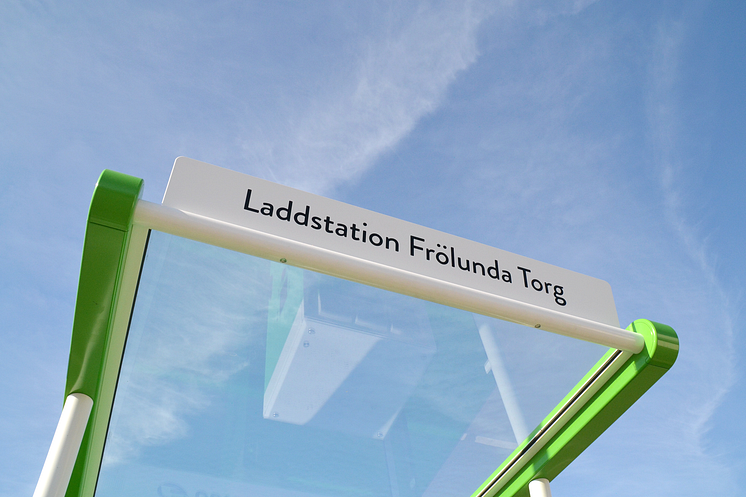 Laddstation Frölunda Torg